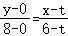 y-0/8-0 = x-t/6-t